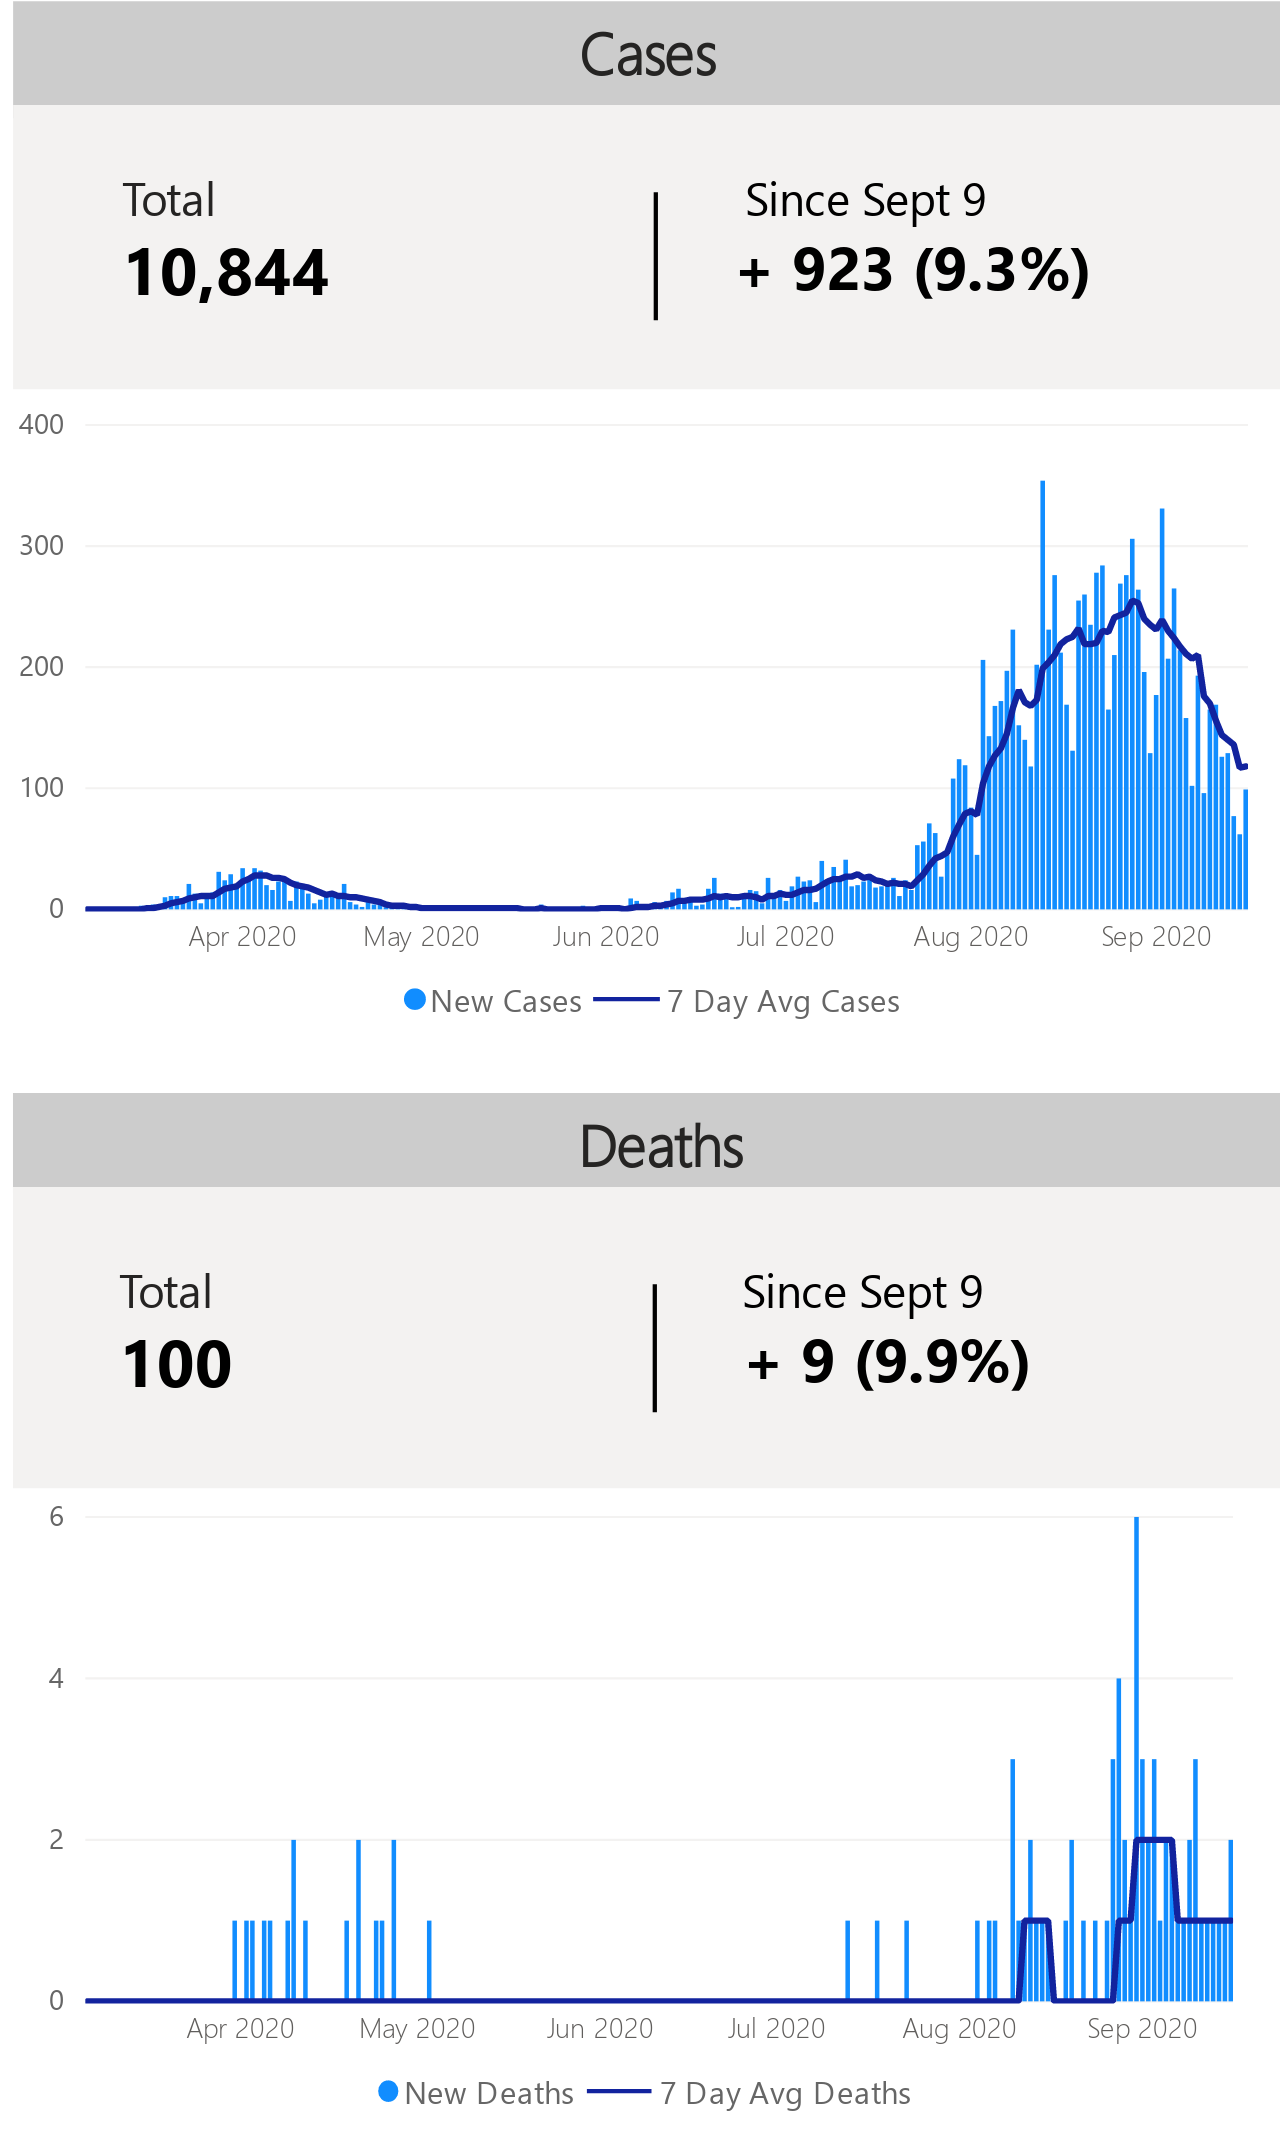 Cases
Total
10,844
Since Sept 9
+ 923 (9.3%)
400
300
200
100
0
Apr 2020 May 2020 Jun 2020 Jul 2020 Aug 2020 Sep 2020
New Cases 7 Day Avg Cases
Deaths
Total
100
Since Sept 9
+ 9 (9.9%)
6
4
2
0
Apr 2020 May 2020 Jun 2020 Jul 2020 Aug 2020 Sep 2020
New Deaths 7 Day Avg Deaths